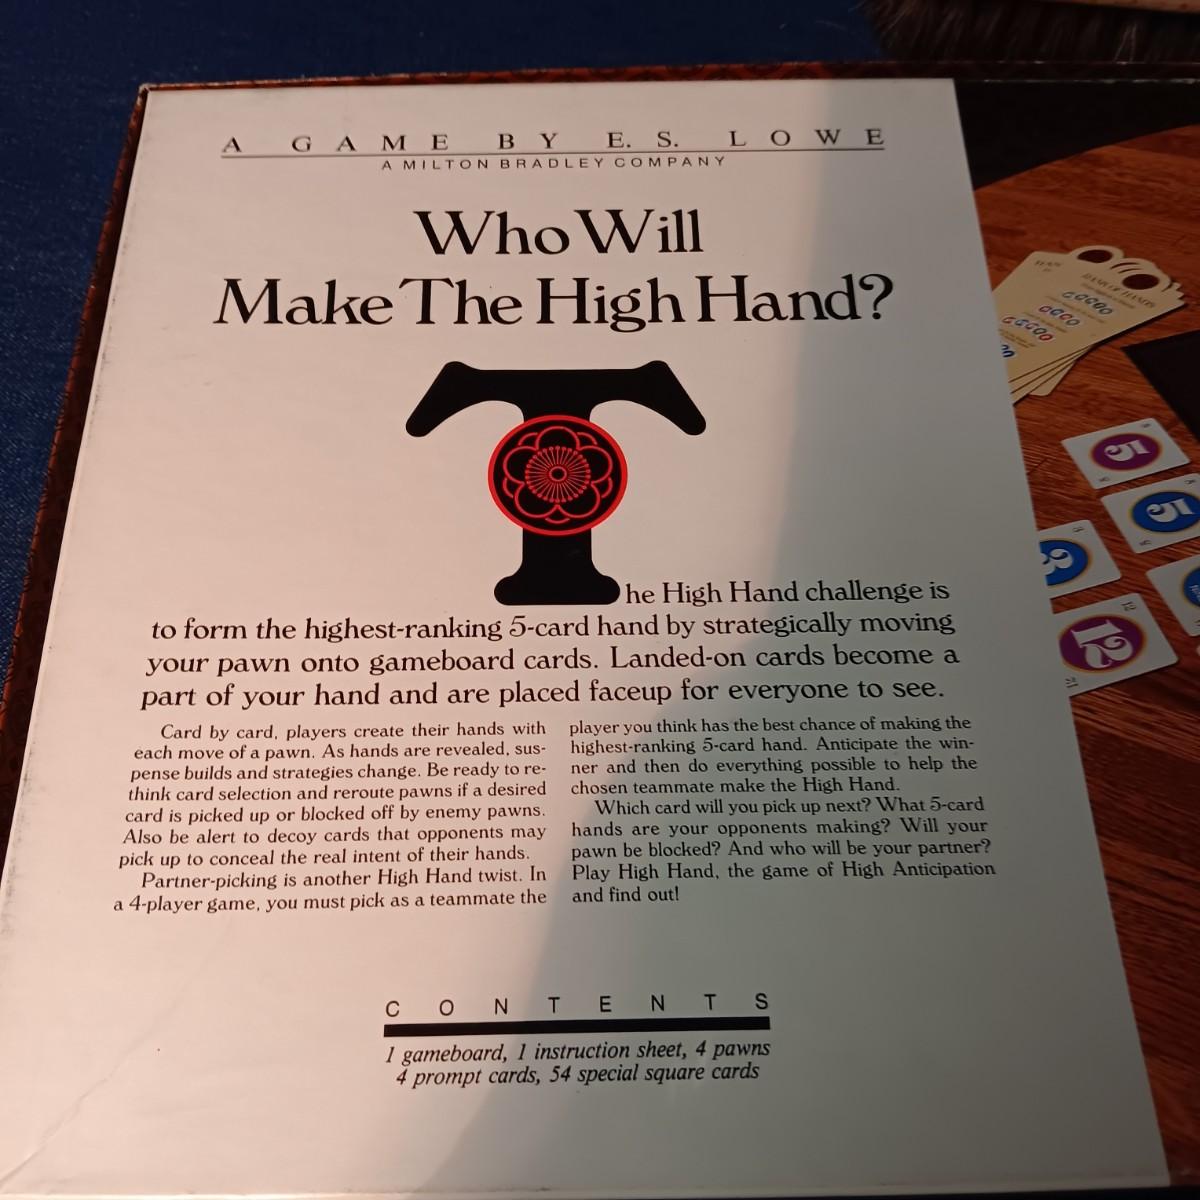 A GAME BY E. S. LOWE
A MILTON BRADLEY COMPANY
Who Will
Make The High Hand?
The High Hand challenge is
to form the highest-ranking 5-card hand by strategically moving
your pawn onto gameboard cards. Landed-on cards become a
part of your hand and are placed faceup for everyone to see.
Card by card, players create their hands with
each move of a pawn. As hands are revealed, sus-
pense builds and strategies change. Be ready to re-
think card selection and reroute pawns if a desired
card is picked up or blocked off by enemy pawns.
Also be alert to decoy cards that opponents may
pick up to conceal the real intent of their hands.
Partner-picking is another High Hand twist. In
a 4-player game, you must pick as a teammate the
player you think has the best chance of making the
highest-ranking 5-card hand. Anticipate the win-
ner and then do everything possible to help the
chosen teammate make the High Hand.
Which card will you pick up next? What 5-card
hands are your opponents making? Will your
pawn be blocked? And who will be your partner?
Play High Hand, the game of High Anticipation
and find out!
CONTENTS
1 gameboard, 1 instruction sheet, 4 pawns
4 prompt cards, 54 special square cards
RANK OF HANDS
15
15
3
12